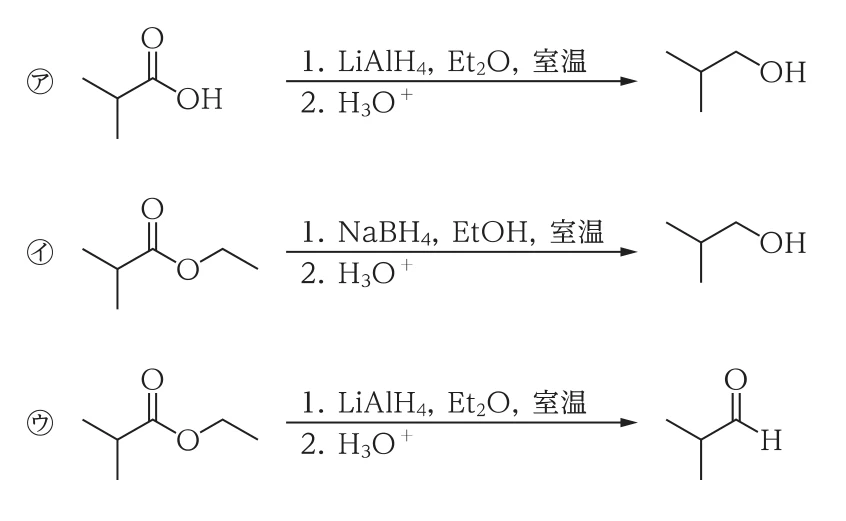 ㋐
O
OH
1. LiAlH₄, Et₂O, 室温
2. H₃O⁺
OH
㋑
O
O
1. NaBH₄, EtOH, 室温
2. H₃O⁺
OH
㋒
O
O
1. LiAlH₄, Et₂O, 室温
2. H₃O⁺
O
H